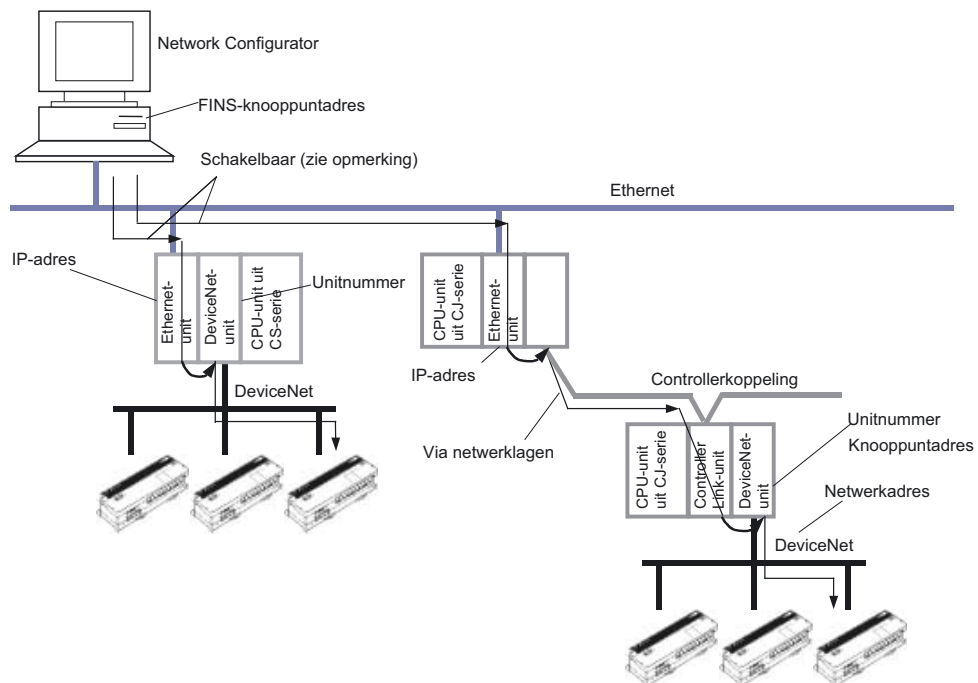 Network Configurator
FINS-knooppuntadres
Schakelbaar (zie opmerking)
Ethernet
IP-adres
Ethernet-
unit
DeviceNet-
unit
CPU-unit uit
CS-serie
Unitnummer
CPU-unit
uit CJ-serie
Ethernet-
unit
IP-adres
DeviceNet
Controllerkoppeling
Via netwerklagen
CPU-unit
uit CJ-serie
Controller
Link-unit
DeviceNet-
unit
Unitnummer
Knooppuntadres
Netwerkadres
DeviceNet